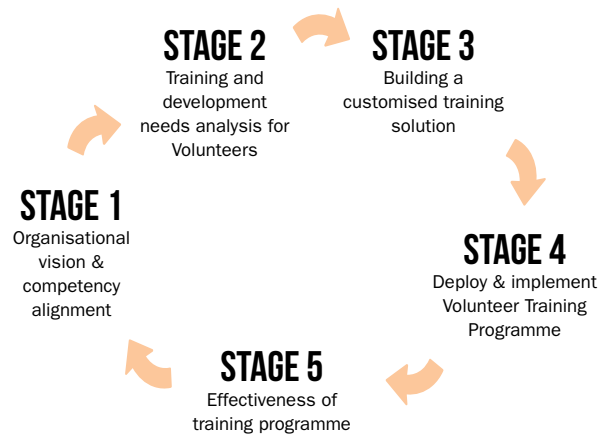 STAGE 1
Organisational
vision &
competency
alignment
STAGE 2
Training and
development
needs analysis for
Volunteers
STAGE 3
Building a
customised training
solution
STAGE 4
Deploy & implement
Volunteer Training
Programme
STAGE 5
Effectiveness of
training programme